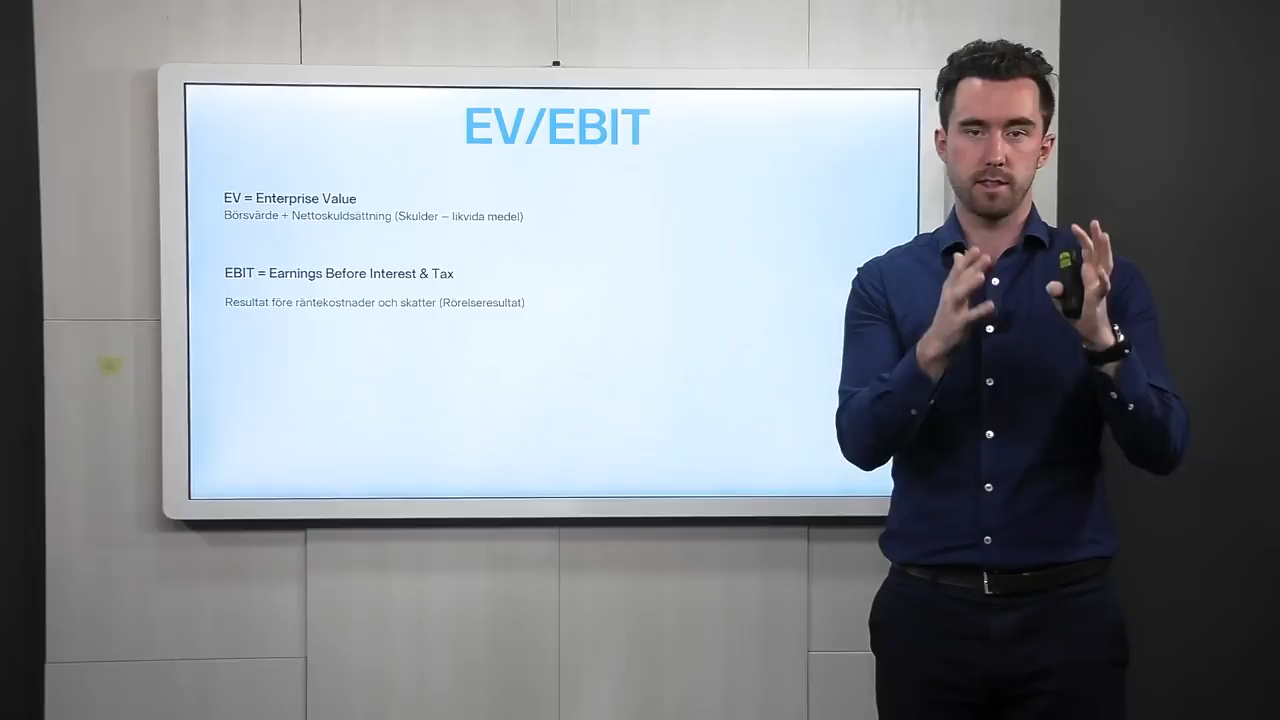 EV/EBIT
EV = Enterprise Value
Börsvärde + Nettoskuldsättning (Skulder – likvida medel)
EBIT = Earnings Before Interest & Tax
Resultat före räntekostnader och skatter (Rörelseresultat)